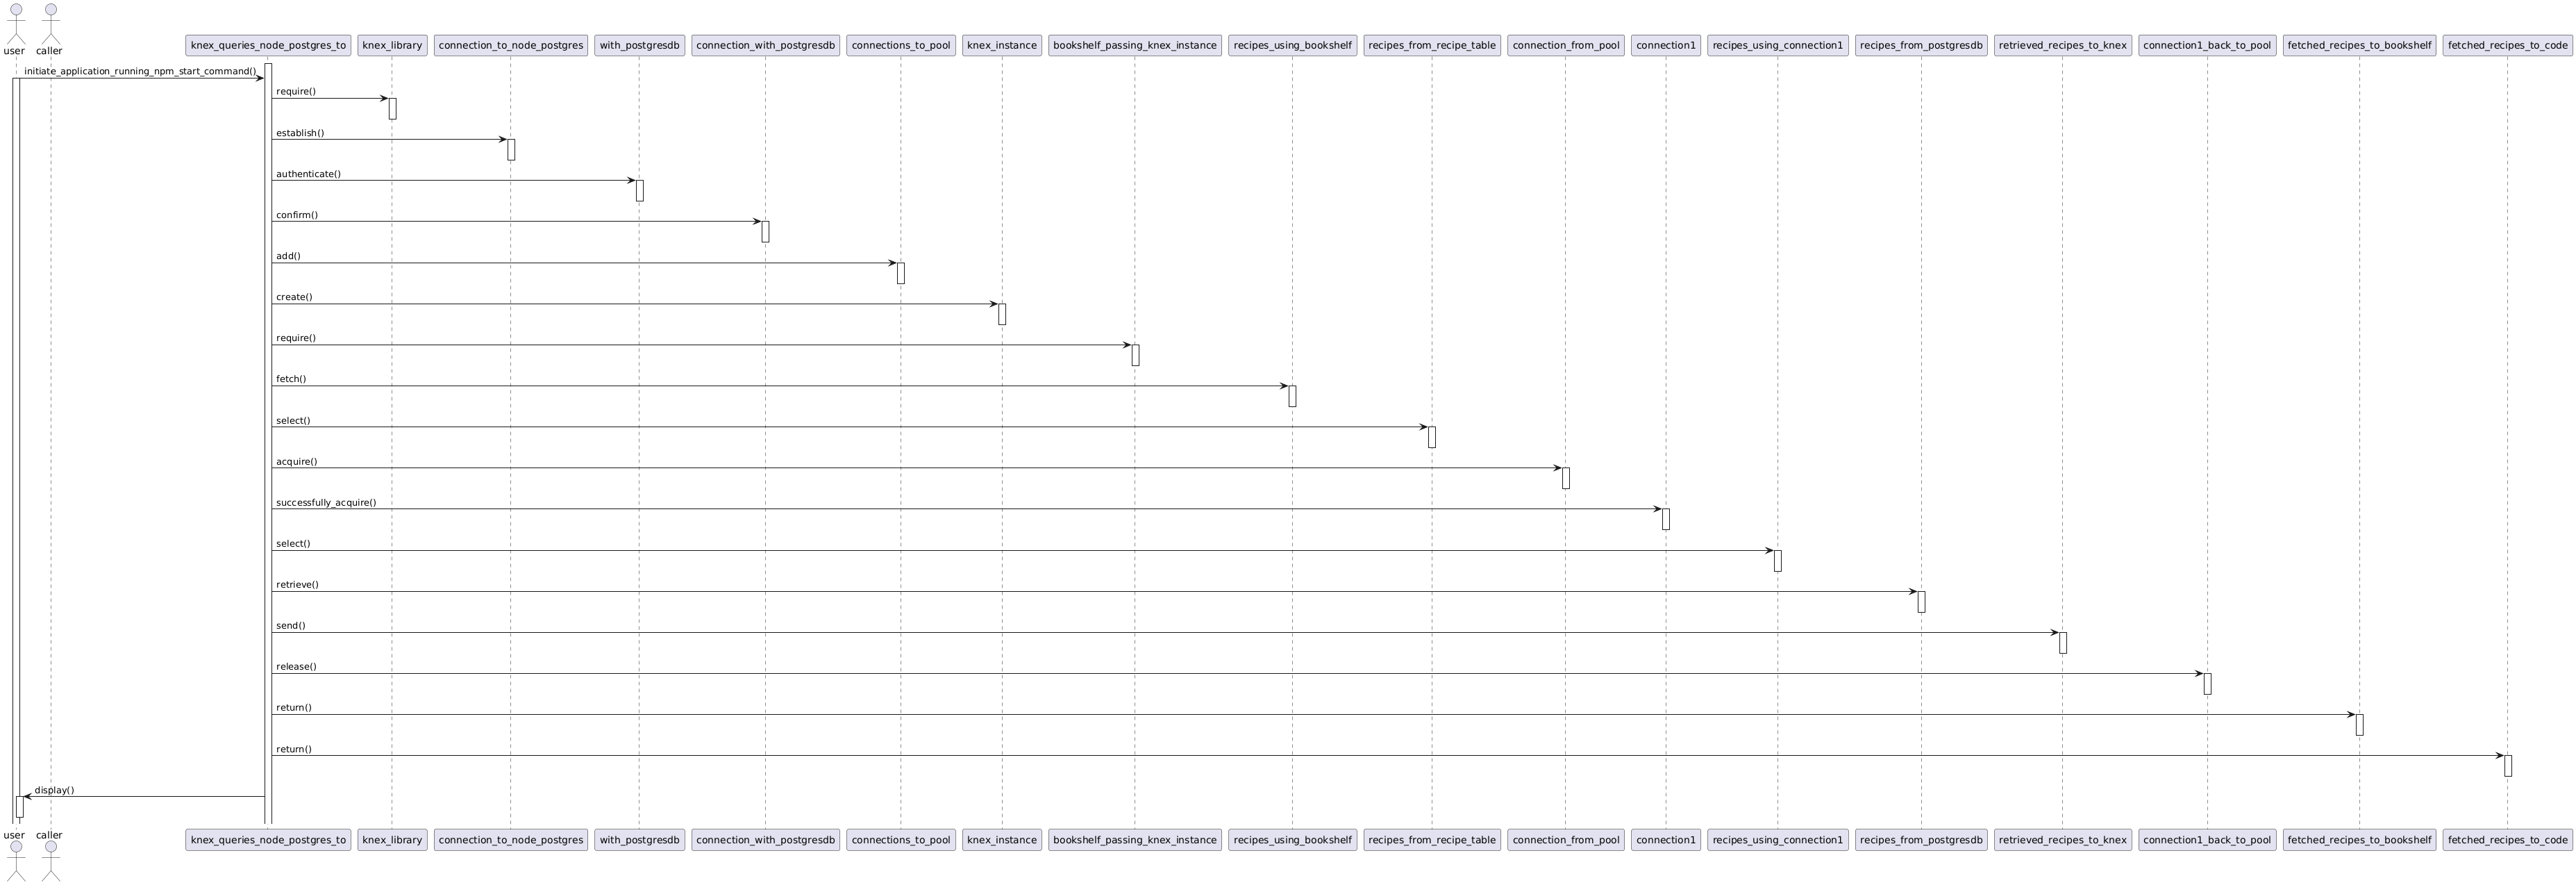 user
caller
knex_queries_node_postgres_to
knex_library
connection_to_node_postgres
with_postgresdb
connection_with_postgresdb
connections_to_pool
knex_instance
bookshelf_passing_knex_instance
recipes_using_bookshelf
recipes_from_recipe_table
connection_from_pool
connection1
recipes_using_connection1
recipes_from_postgresdb
retrieved_recipes_to_knex
connection1_back_to_pool
fetched_recipes_to_bookshelf
fetched_recipes_to_code
initiate_application_running_npm_start_command()
require()
establish()
authenticate()
confirm()
add()
create()
require()
fetch()
select()
acquire()
successfully_acquire()
select()
retrieve()
send()
release()
return()
return()
display()
user
caller
knex_queries_node_postgres_to
knex_library
connection_to_node_postgres
with_postgresdb
connection_with_postgresdb
connections_to_pool
knex_instance
bookshelf_passing_knex_instance
recipes_using_bookshelf
recipes_from_recipe_table
connection_from_pool
connection1
recipes_using_connection1
recipes_from_postgresdb
retrieved_recipes_to_knex
connection1_back_to_pool
fetched_recipes_to_bookshelf
fetched_recipes_to_code